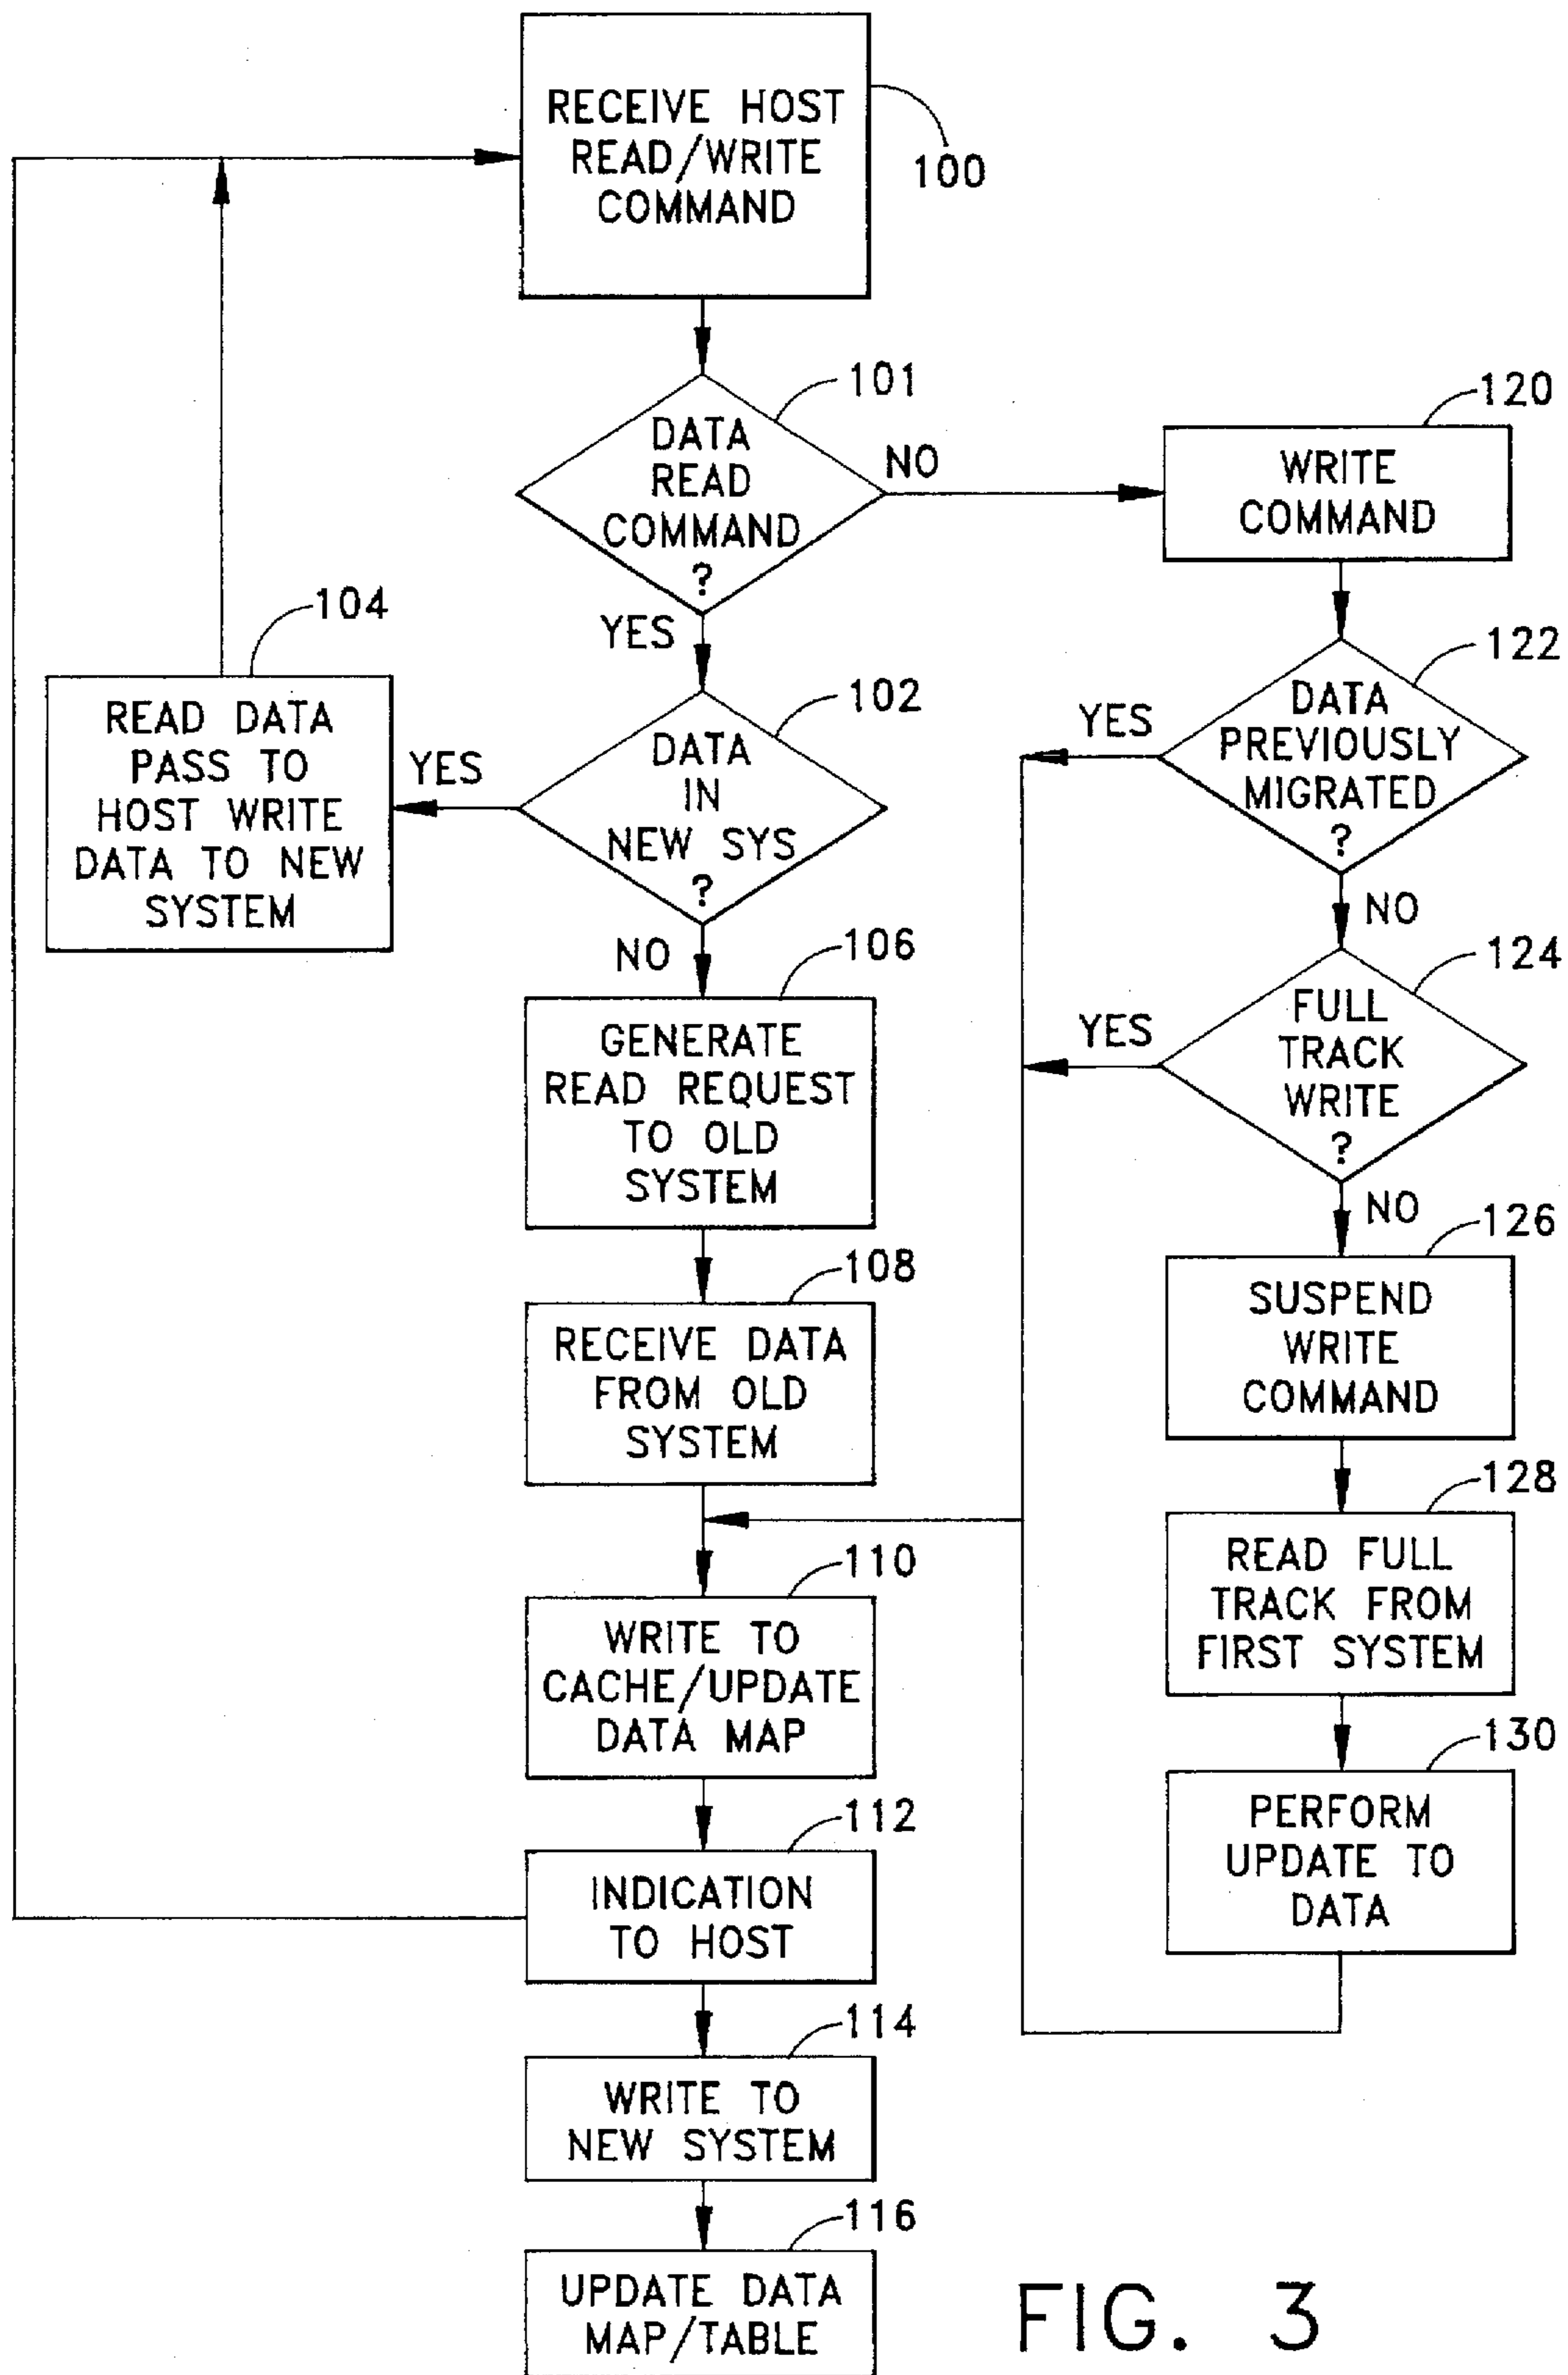 RECEIVE HOST
READ/WRITE
COMMAND
100
DATA
READ
COMMAND
?
101
NO
YES
WRITE
COMMAND
120
READ DATA
PASS TO
HOST WRITE
DATA TO NEW
SYSTEM
104
YES
DATA
IN
NEW SYS
?
102
NO
DATA
PREVIOUSLY
MIGRATED
?
122
YES
NO
GENERATE
READ REQUEST
TO OLD
SYSTEM
106
FULL
TRACK
WRITE
?
124
YES
NO
RECEIVE DATA
FROM OLD
SYSTEM
108
SUSPEND
WRITE
COMMAND
126
WRITE TO
CACHE/UPDATE
DATA MAP
110
READ FULL
TRACK FROM
FIRST SYSTEM
128
INDICATION
TO HOST
112
PERFORM
UPDATE TO
DATA
130
WRITE TO
NEW SYSTEM
114
UPDATE DATA
MAP/TABLE
116
FIG. 3